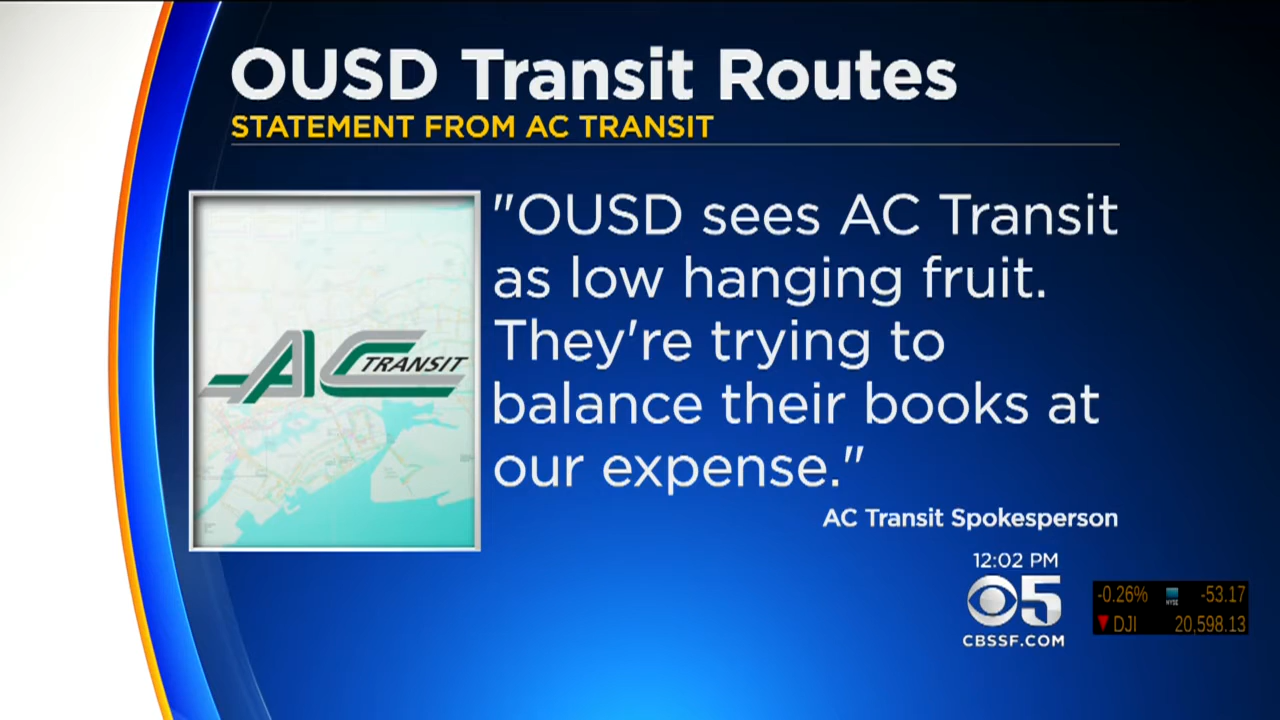 OUSD Transit Routes
STATEMENT FROM AC TRANSIT
"OUSD sees AC Transit
as low hanging fruit.
They're trying to
balance their books at
our expense."
AC Transit Spokesperson
AC TRANSIT
12:02 PM
5
CBSSF.COM
-0.26% NYSE -53.17
DJI 20,598.13